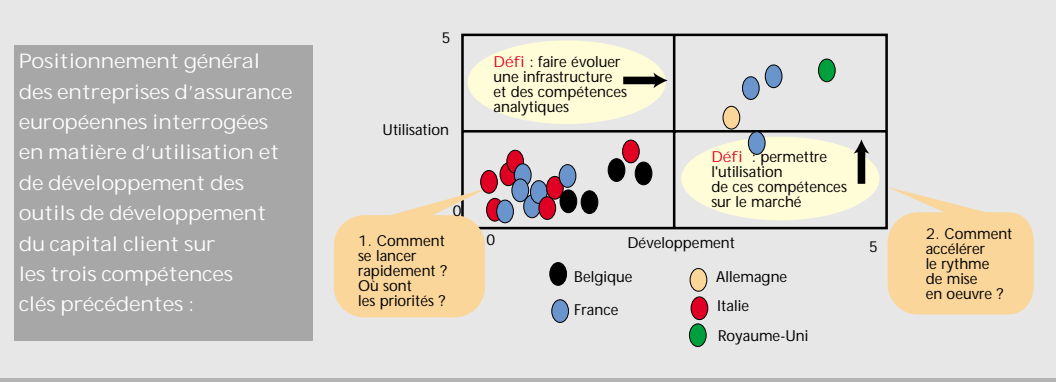 Positionnement général
des entreprises d'assurance
européennes interrogées
en matière d'utilisation et
de développement des
outils de développement
du capital client sur
les trois compétences
clés précédentes :
5
Défi : faire évoluer
une infrastructure
et des compétences
analytiques
Utilisation
Défi : permettre
l'utilisation
de ces compétences
sur le marché
0
0
Développement
5
1. Comment
se lancer
rapidement ?
Où sont
les priorités ?
2. Comment
accélérer
le rythme
de mise
en oeuvre ?
Belgique
France
Allemagne
Italie
Royaume-Uni